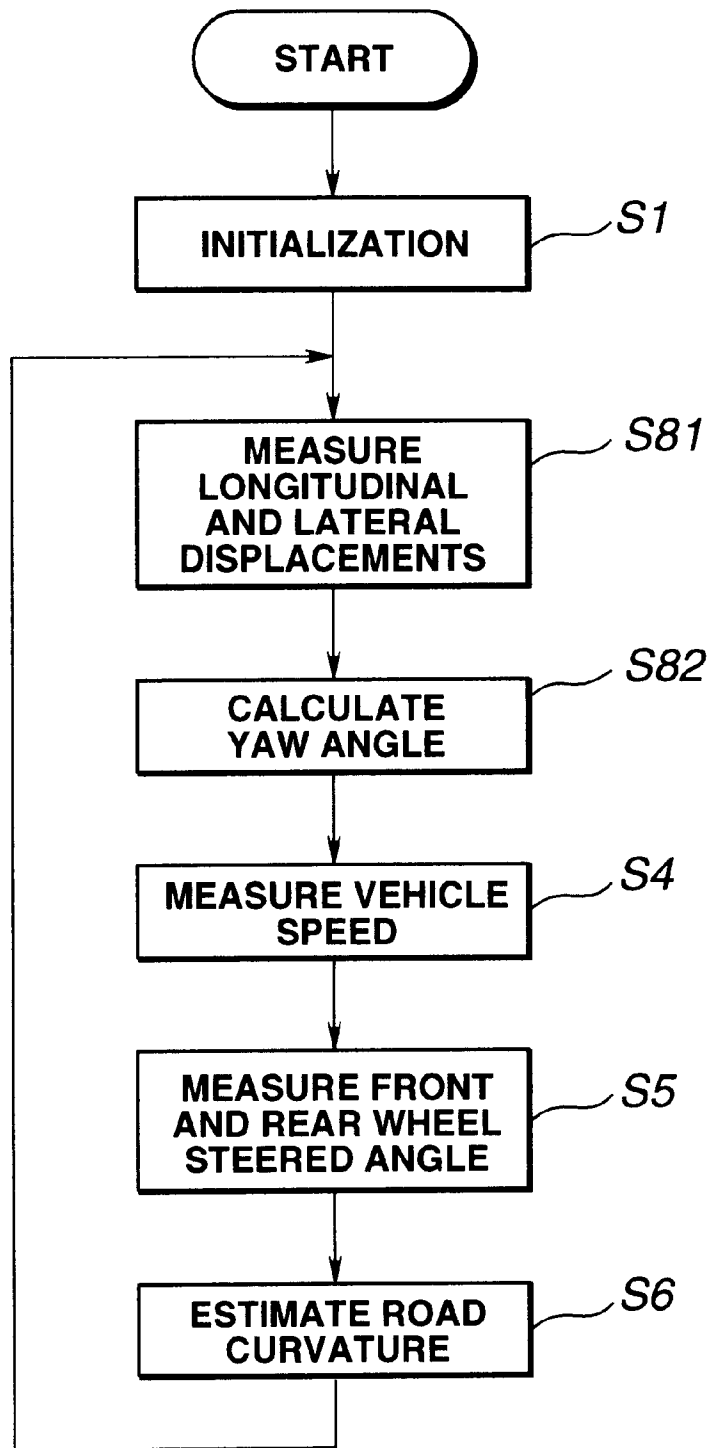 START
INITIALIZATION
S1
MEASURE
LONGITUDINAL
AND LATERAL
DISPLACEMENTS
S81
CALCULATE
YAW ANGLE
S82
MEASURE VEHICLE
SPEED
S4
MEASURE FRONT
AND REAR WHEEL
STEERED ANGLE
S5
ESTIMATE ROAD
CURVATURE
S6